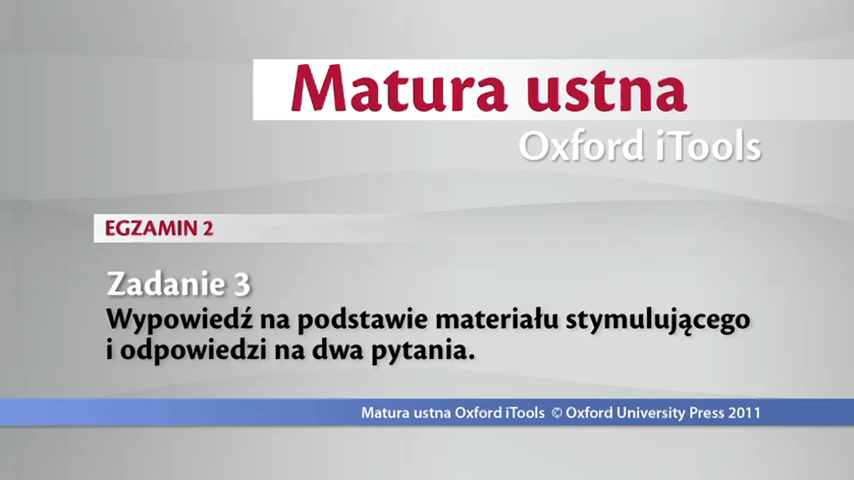 Matura ustna
Oxford iTools
EGZAMIN 2
Zadanie 3
Wypowiedź na podstawie materiału stymulującego
i odpowiedzi na dwa pytania.
Matura ustna Oxford iTools © Oxford University Press 2011